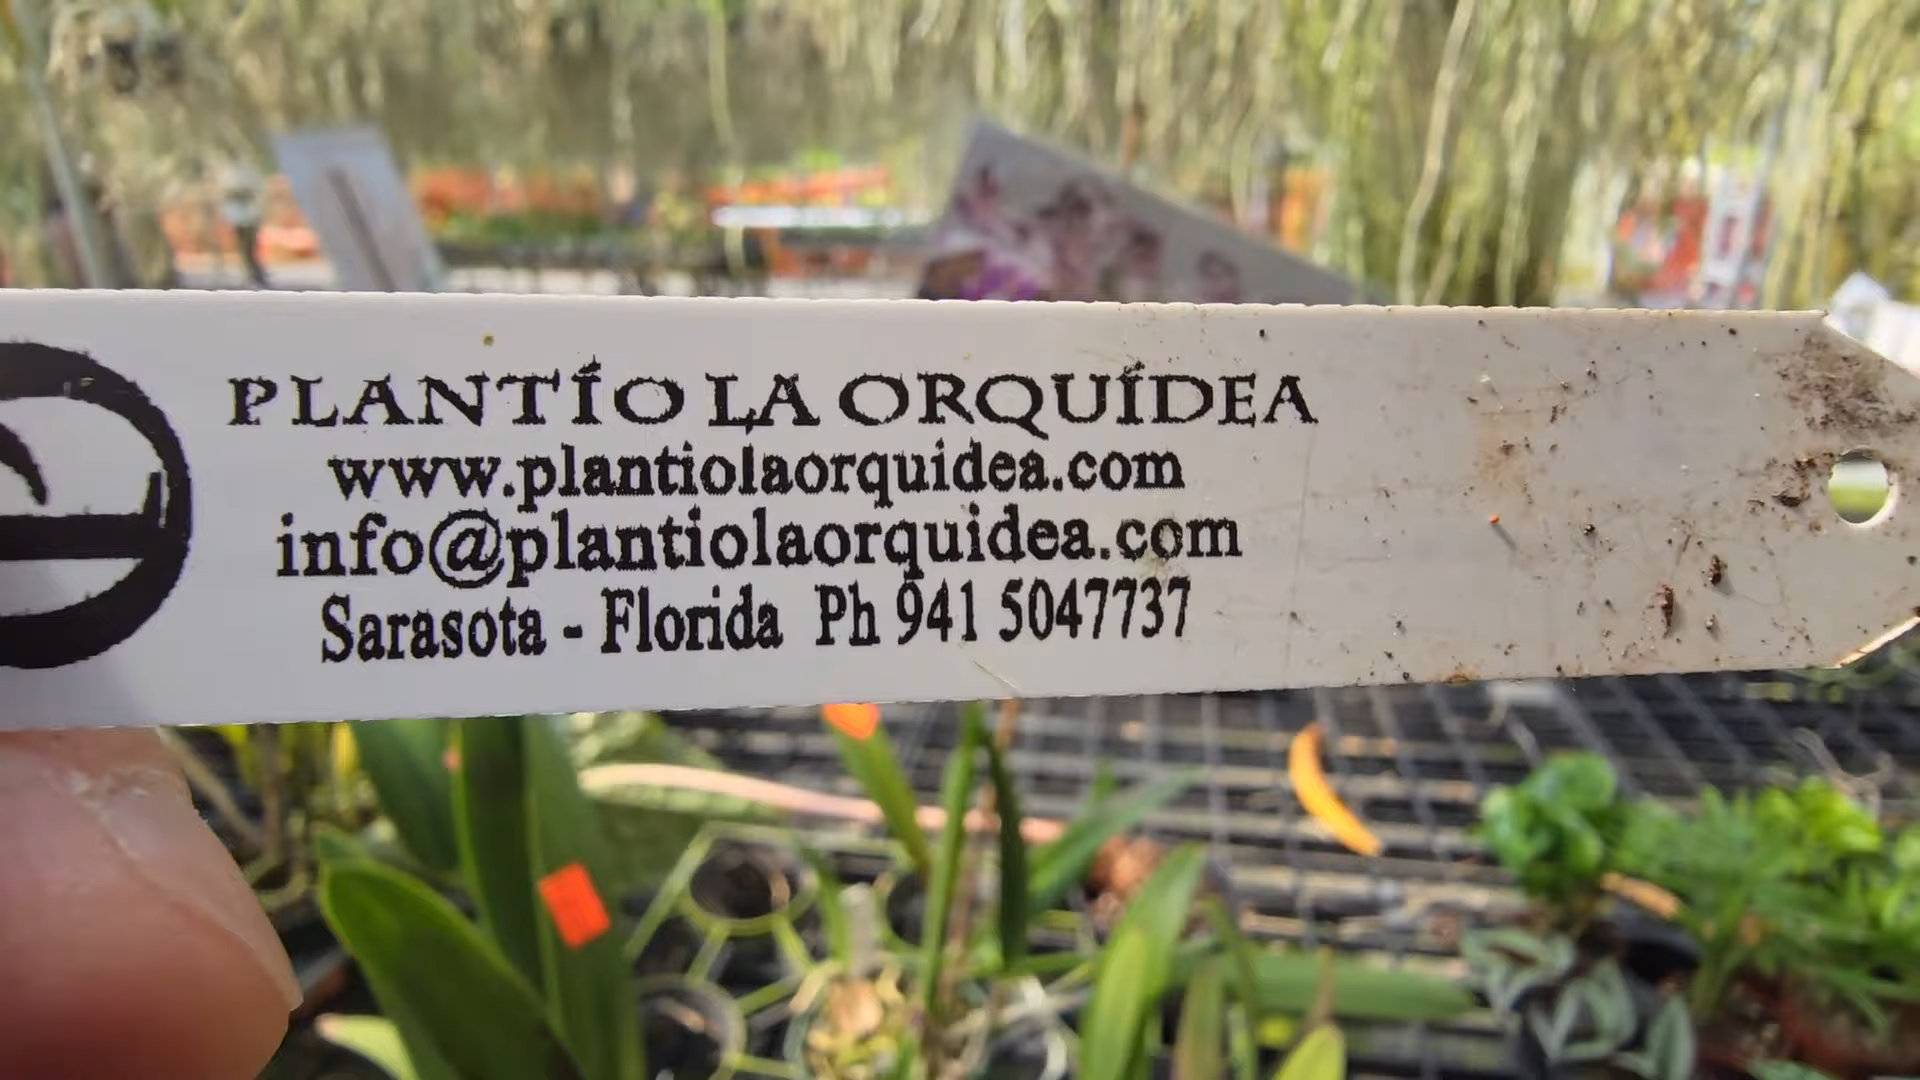 PLANTÍO LA ORQUÍDEA
www.plantiolaorquidea.com
info@plantiolaorquidea.com
Sarasota - Florida Ph 941 5047737